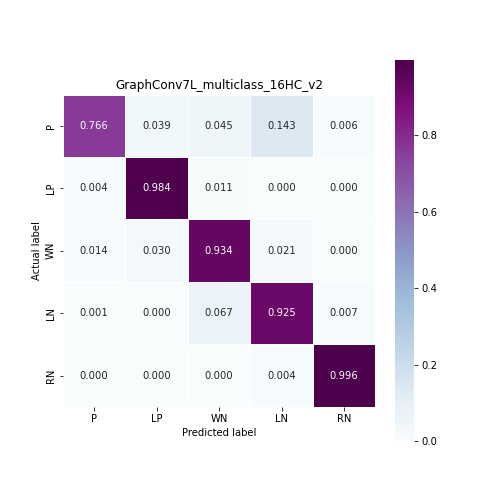 GraphConv7L_multiclass_16HC_v2
P 0.766 0.039 0.045 0.143 0.006
LP 0.004 0.984 0.011 0.000 0.000
WN 0.014 0.030 0.934 0.021 0.000
LN 0.001 0.000 0.067 0.925 0.007
RN 0.000 0.000 0.000 0.004 0.996
P LP WN LN RN
Actual label
Predicted label
0.8
0.6
0.4
0.2
0.0